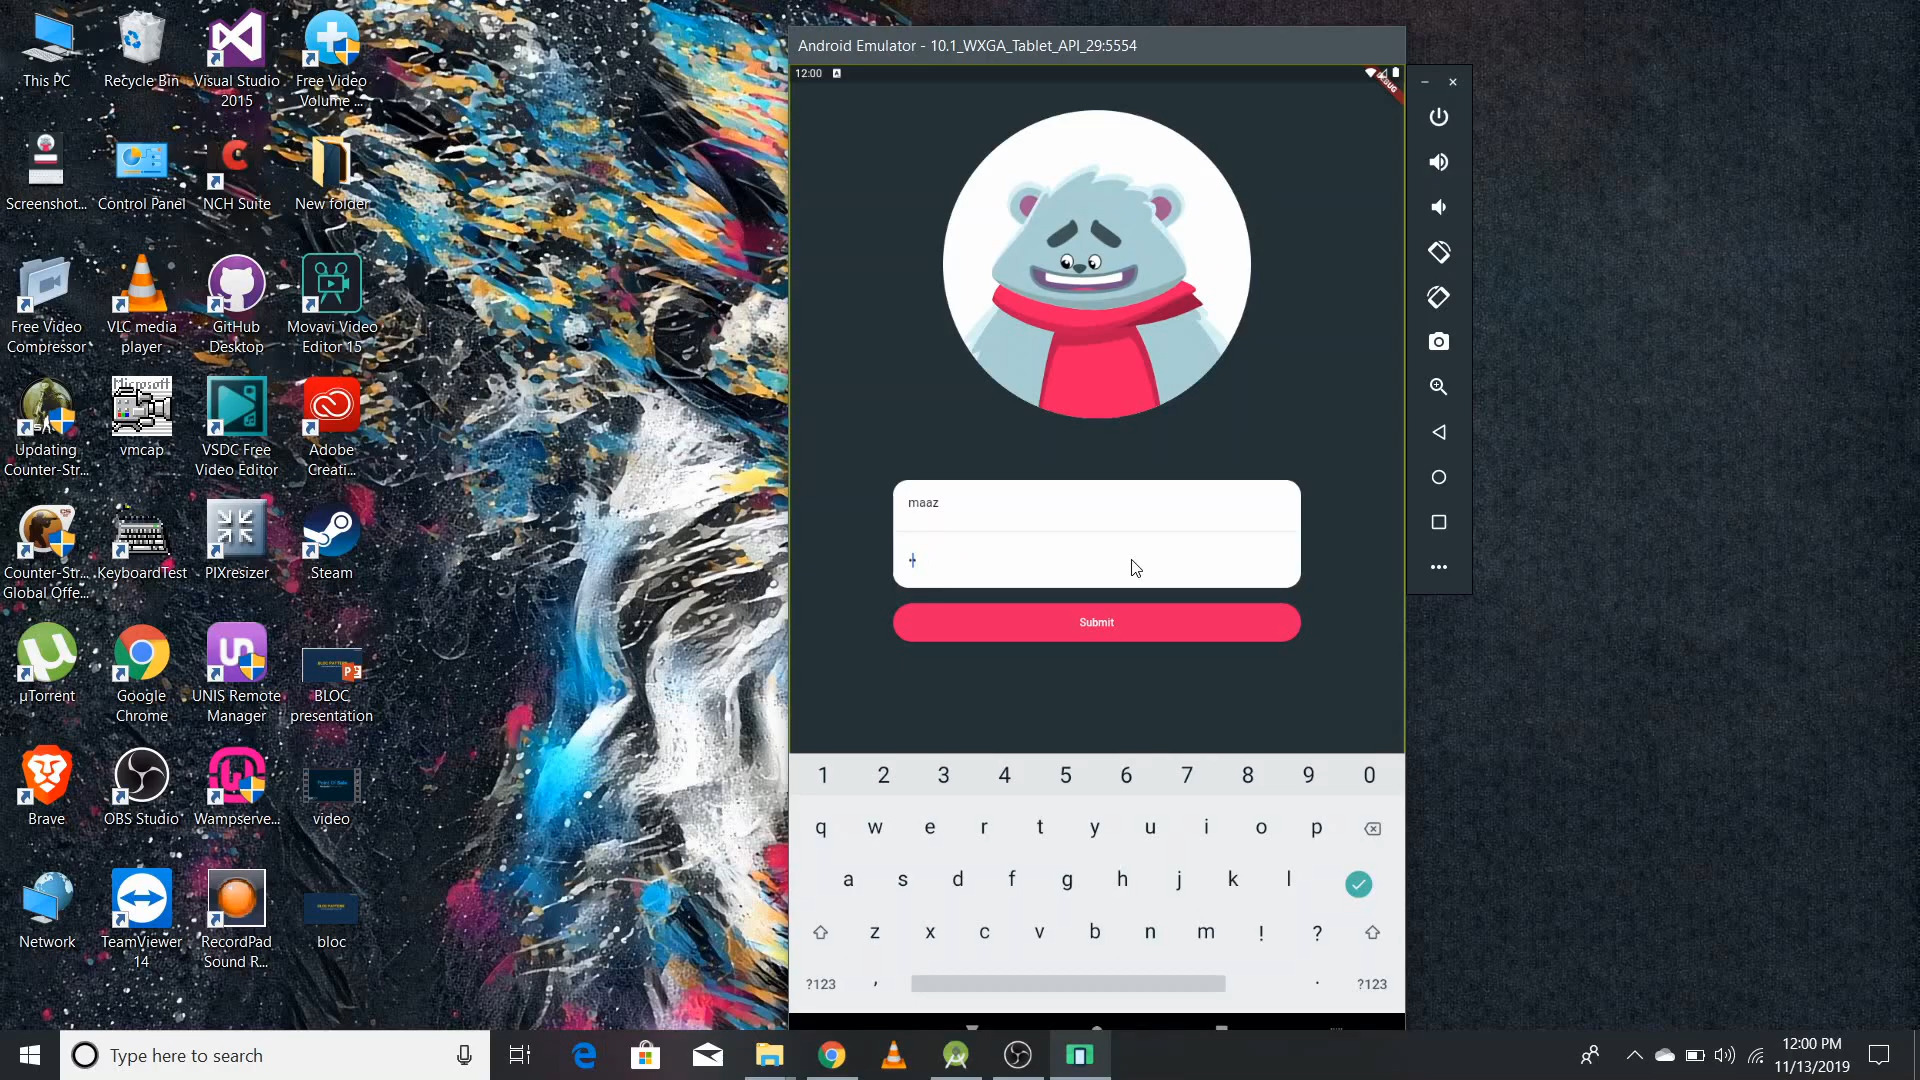 This PC
Recycle Bin
Visual Studio
2015
Free Video
Volume ...
Screenshot...
Control Panel
NCH Suite
New folder
Free Video
Compressor
VLC media
player
GitHub
Desktop
Movavi Video
Editor 15
Updating
Counter-Str...
Microsoft
vmcap
VSDC Free
Video Editor
Adobe
Creati...
Counter-Str...
Global Offe...
KeyboardTest
PIXresizer
Steam
µTorrent
Google
Chrome
UNIS Remote
Manager
BLOC
presentation
Brave
OBS Studio
Wampserve...
video
Network
TeamViewer
14
RecordPad
Sound R...
bloc
Android Emulator - 10.1_WXGA_Tablet_API_29:5554
12:00
maaz
Submit
1 2 3 4 5 6 7 8 9 0
q w e r t y u i o p
a s d f g h j k l
z x c v b n m ! ?
?123 , . ?123
Type here to search
12:00 PM
11/13/2019